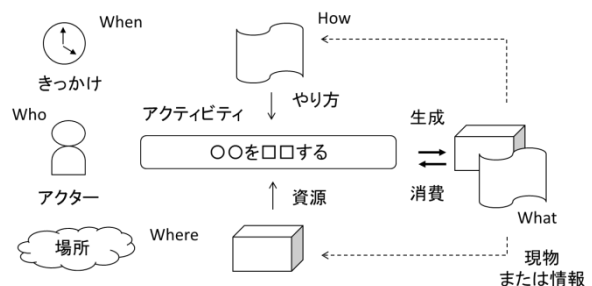 When
きっかけ
How
やり方
Who
アクター
アクティビティ
○○を□□する
生成
消費
What
資源
Where
場所
現物
または情報